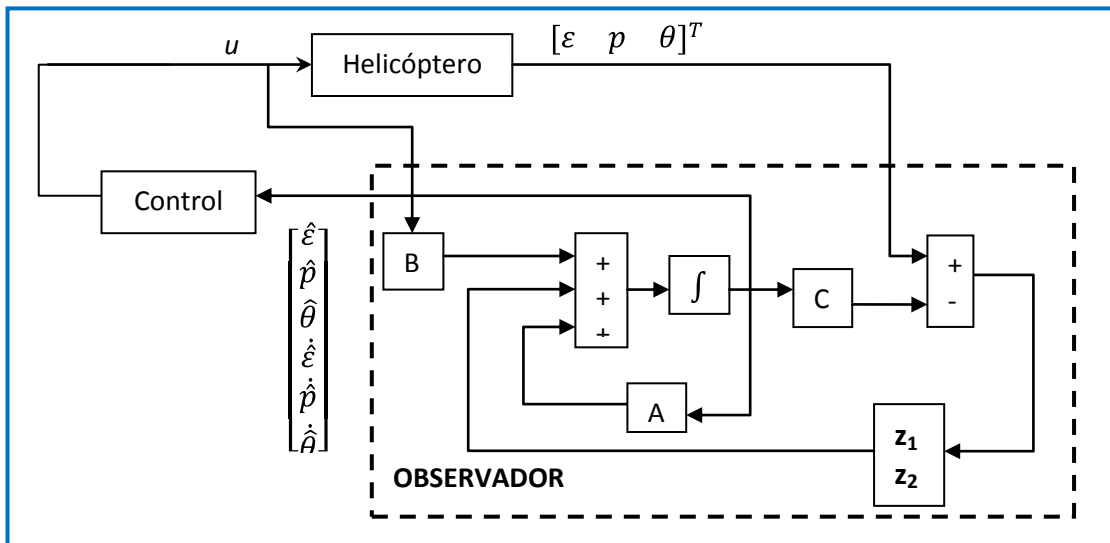 u
Helicóptero
[ε p θ]ᵀ
Control
ε̂
p̂
θ̂
ε̂̇
p̂̇
θ̂̇
B
+
+
+
∫
C
+
-
A
z₁
z₂
OBSERVADOR